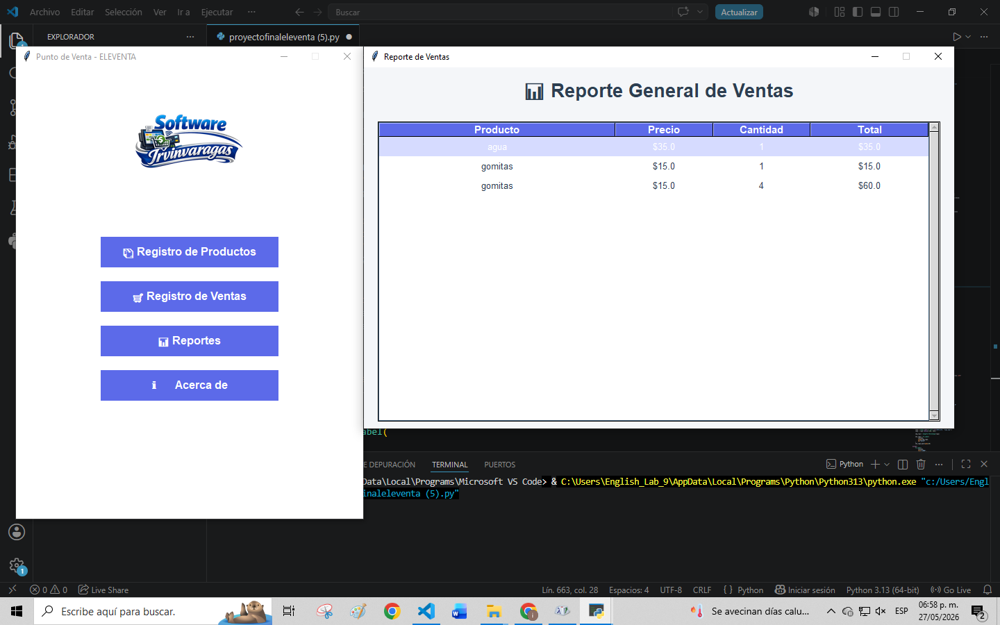 Archivo Editar Selección Ver Ir a Ejecutar ···
Buscar
Actualizar
EXPLORADOR ···
proyectofinaleleventa (5).py
Punto de Venta - ELEVENTA
Software
Irvinvaragas
Registro de Productos
Registro de Ventas
Reportes
Acerca de
Reporte de Ventas
Reporte General de Ventas
Producto Precio Cantidad Total
agua $35.0 1 $35.0
gomitas $15.0 1 $15.0
gomitas $15.0 4 $60.0
abel(
E DEPURACIÓN TERMINAL PUERTOS
Python
Data\Local\Programs\Microsoft VS Code> & C:\Users\English_Lab_9\AppData\Local\Programs\Python\Python313\python.exe "c:/Users/Engl
inaleleventa (5).py"
1
1
0 0 Live Share
Lín. 663, col. 28 Espacios: 4 UTF-8 CRLF { } Python Iniciar sesión Python 3.13 (64-bit) Go Live
Escribe aquí para buscar.
Se avecinan días calu...
ESP
06:58 p. m.
27/05/2026
2